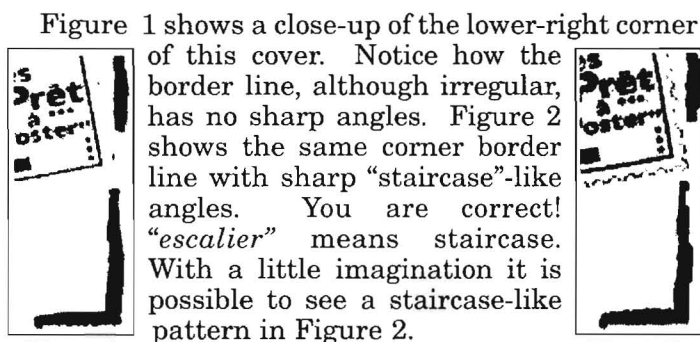 Figure 1 shows a close-up of the lower-right corner
of this cover. Notice how the
border line, although irregular,
has no sharp angles. Figure 2
shows the same corner border
line with sharp “staircase”-like
angles. You are correct!
“escalier” means staircase.
With a little imagination it is
possible to see a staircase-like
pattern in Figure 2.
es
Prêt
à ...
oster"
s
Prêt
à ...
oster"